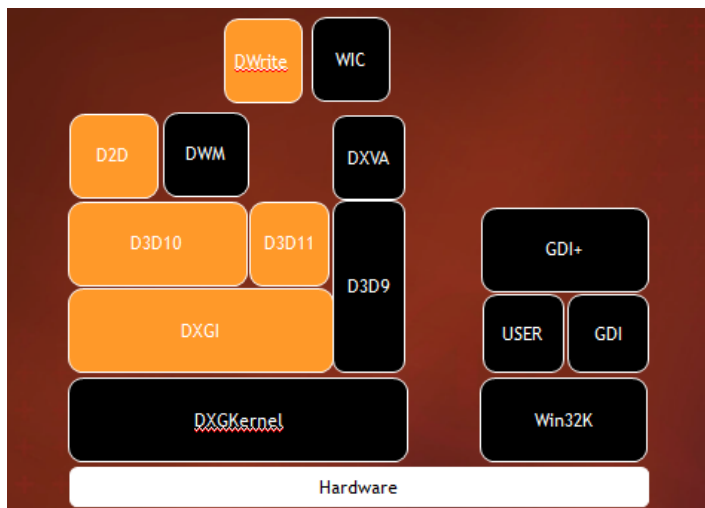 DWrite
WIC
D2D
DWM
DXVA
D3D10
D3D11
D3D9
GDI+
DXGI
USER
GDI
DXGKernel
Win32K
Hardware